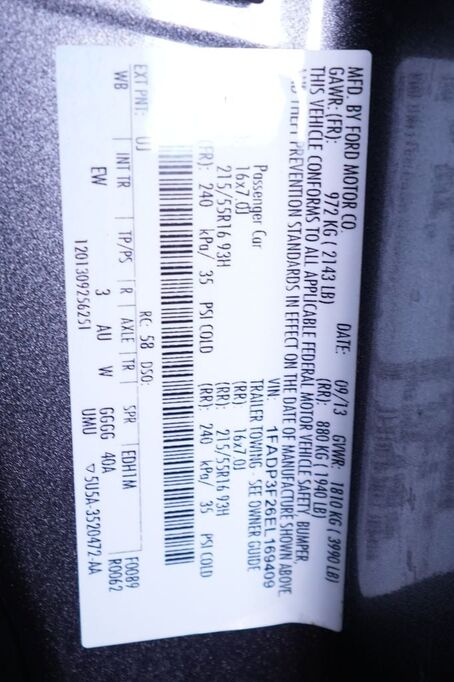 MFD. BY FORD MOTOR CO.
DATE: 09/13 GVWR: 1810 KG ( 3990 LB)
GAWR: (FR): 972 KG ( 2143 LB) (RR): 880 KG ( 1940 LB)
THIS VEHICLE CONFORMS TO ALL APPLICABLE FEDERAL MOTOR VEHICLE SAFETY, BUMPER,
PREVENTION STANDARDS IN EFFECT ON THE DATE OF MANUFACTURE SHOWN ABOVE.
VIN: 1FADP3F26EL169409
Passenger Car TRAILER TOWING - SEE OWNER GUIDE
16x7.0J (RR): 16x7.0J
215/55R16 93H (RR): 215/55R16 93H
(FR): 240 kPa/ 35 PSI COLD (RR): 240 kPa/ 35 PSI COLD
EXT PNT: UJ RC: 58 DSO: F0089
WB INT TR TP/PS R AXLE TR SPR EDH1M R0062
EW 3 AU W GGGG 40A
UMU ▽ 5U5A-3520472-AA
1201309256251